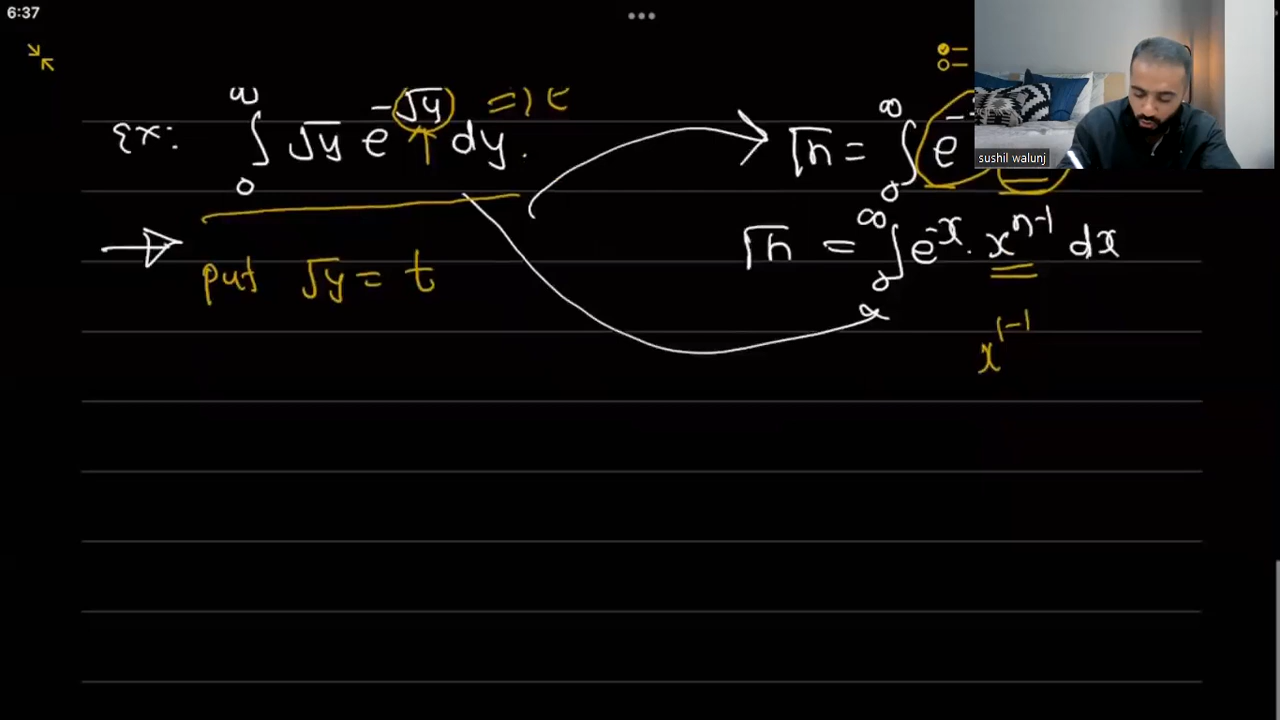 6:37
Ex: ∫₀^∞ √y e^{-√y} dy. => t
Γn = ∫₀^∞ e^-
sushil walunj
Γn = ∫₀^∞ e^{-x} · x^{n-1} dx
put √y = t
x^{1-1}